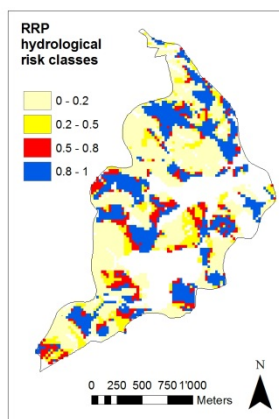 RRP
hydrological
risk classes
0 - 0.2
0.2 - 0.5
0.5 - 0.8
0.8 - 1
N
0 250 500 750 1'000
Meters